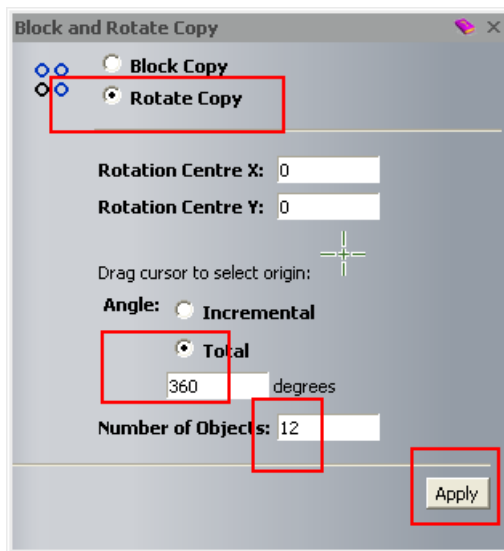 Block and Rotate Copy
Block Copy
Rotate Copy
Rotation Centre X: 0
Rotation Centre Y: 0
Drag cursor to select origin:
Angle: Incremental
Total
360 degrees
Number of Objects: 12
Apply